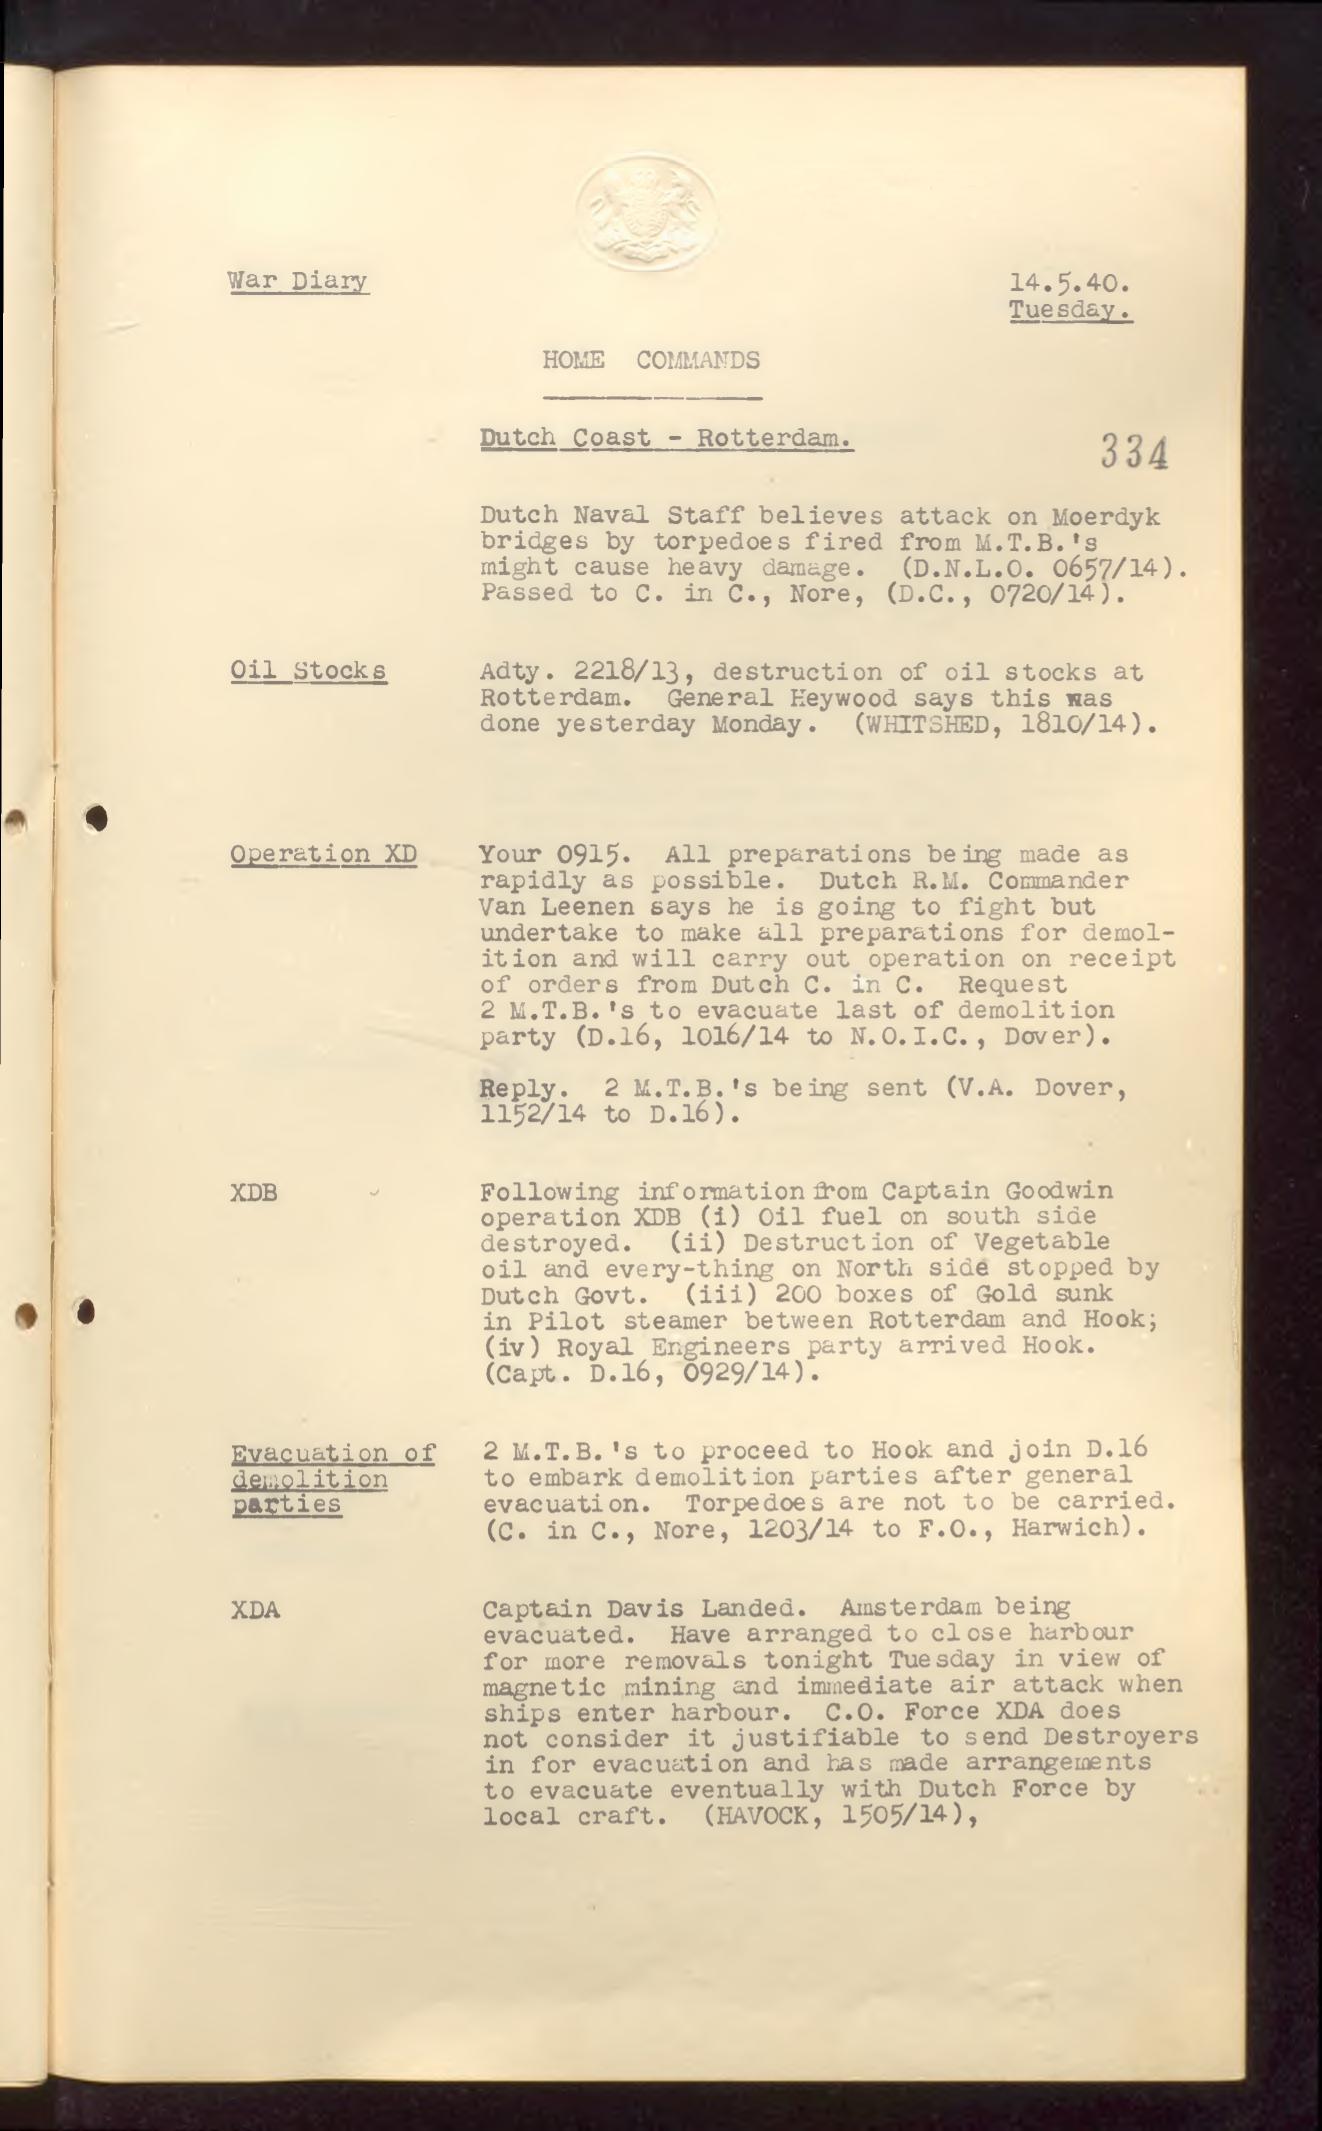 War Diary
14.5.40.
Tuesday.
HOME COMMANDS
Dutch Coast - Rotterdam.
334
Dutch Naval Staff believes attack on Moerdyk
bridges by torpedoes fired from M.T.B.'s
might cause heavy damage. (D.N.L.O. 0657/14).
Passed to C. in C., Nore, (D.C., 0720/14).
Oil Stocks
Adty. 2218/13, destruction of oil stocks at
Rotterdam. General Heywood says this was
done yesterday Monday. (WHITSHED, 1810/14).
Operation XD
Your 0915. All preparations being made as
rapidly as possible. Dutch R.M. Commander
Van Leenen says he is going to fight but
undertake to make all preparations for demol-
ition and will carry out operation on receipt
of orders from Dutch C. in C. Request
2 M.T.B.'s to evacuate last of demolition
party (D.16, 1016/14 to N.O.I.C., Dover).
Reply. 2 M.T.B.'s being sent (V.A. Dover,
1152/14 to D.16).
XDB
Following information from Captain Goodwin
operation XDB (i) Oil fuel on south side
destroyed. (ii) Destruction of Vegetable
oil and every-thing on North side stopped by
Dutch Govt. (iii) 200 boxes of Gold sunk
in Pilot steamer between Rotterdam and Hook;
(iv) Royal Engineers party arrived Hook.
(Capt. D.16, 0929/14).
Evacuation of
demolition
parties
2 M.T.B.'s to proceed to Hook and join D.16
to embark demolition parties after general
evacuation. Torpedoes are not to be carried.
(C. in C., Nore, 1203/14 to F.O., Harwich).
XDA
Captain Davis Landed. Amsterdam being
evacuated. Have arranged to close harbour
for more removals tonight Tuesday in view of
magnetic mining and immediate air attack when
ships enter harbour. C.O. Force XDA does
not consider it justifiable to send Destroyers
in for evacuation and has made arrangements
to evacuate eventually with Dutch Force by
local craft. (HAVOCK, 1505/14),